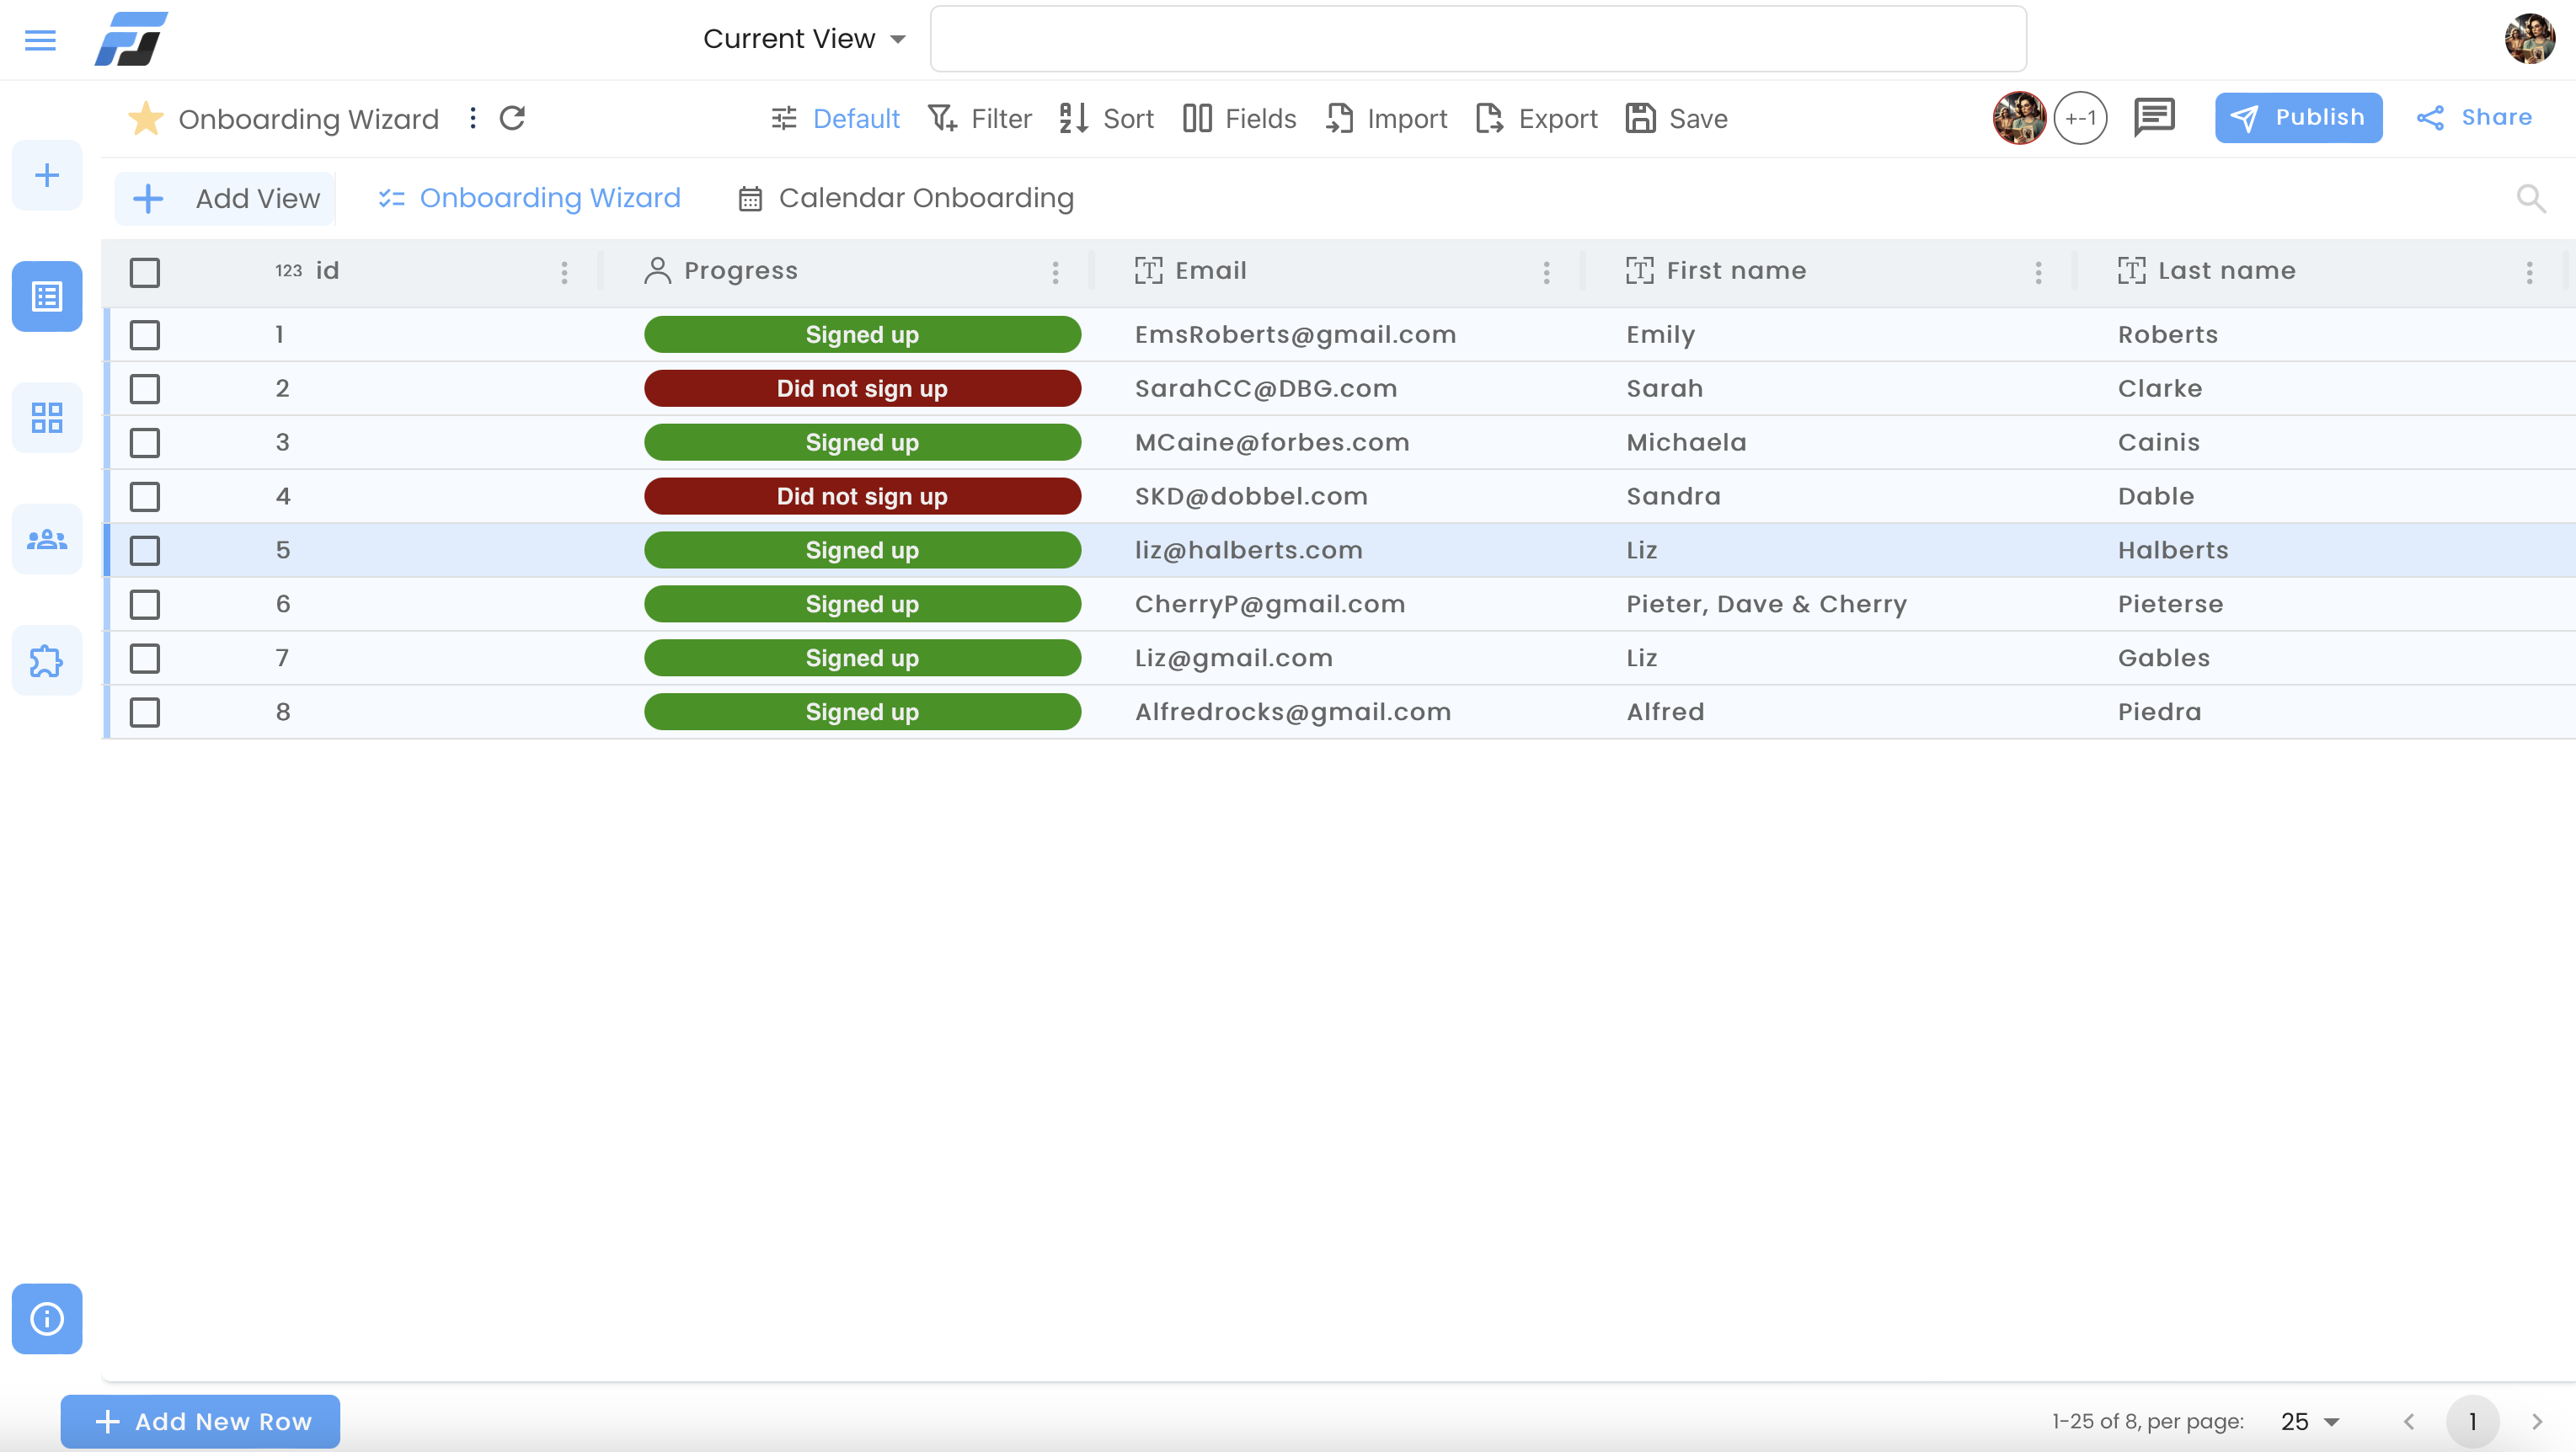 Current View
Onboarding Wizard
Default Filter Sort Fields Import Export Save
+-1
Publish Share
Add View Onboarding Wizard Calendar Onboarding
123 id Progress Email First name Last name
1 Signed up EmsRoberts@gmail.com Emily Roberts
2 Did not sign up SarahCC@DBG.com Sarah Clarke
3 Signed up MCaine@forbes.com Michaela Cainis
4 Did not sign up SKD@dobbel.com Sandra Dable
5 Signed up liz@halberts.com Liz Halberts
6 Signed up CherryP@gmail.com Pieter, Dave & Cherry Pieterse
7 Signed up Liz@gmail.com Liz Gables
8 Signed up Alfredrocks@gmail.com Alfred Piedra
Add New Row
1-25 of 8, per page: 25 1